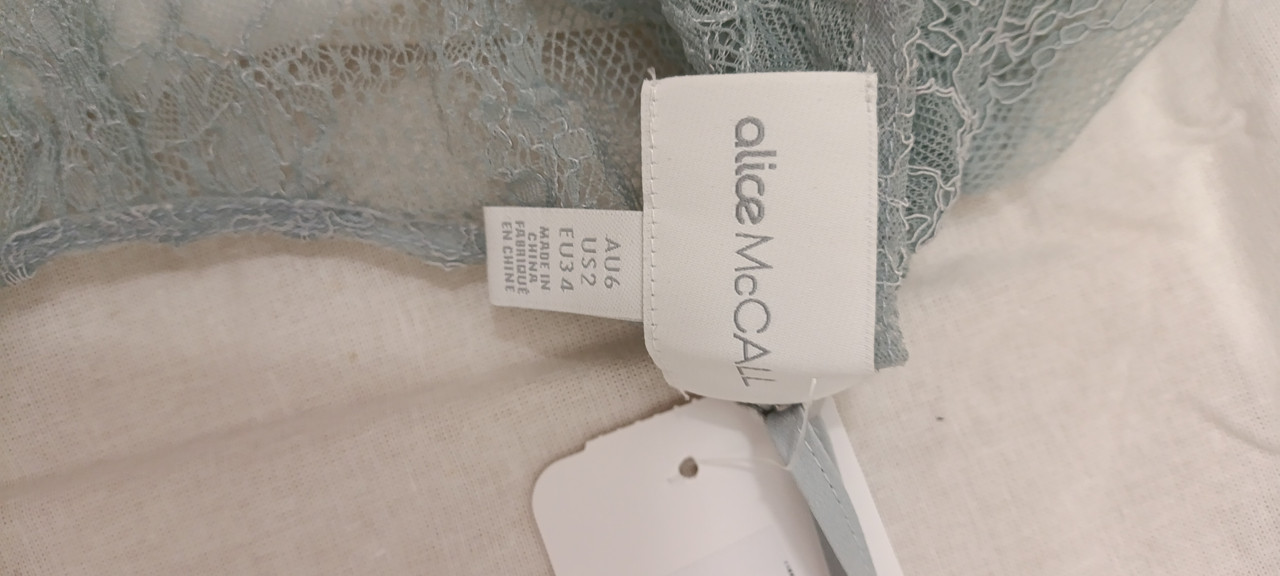 alice McCALL
AU6
US2
EU34
MADE IN
CHINA
FABRIQUÉ
EN CHINE